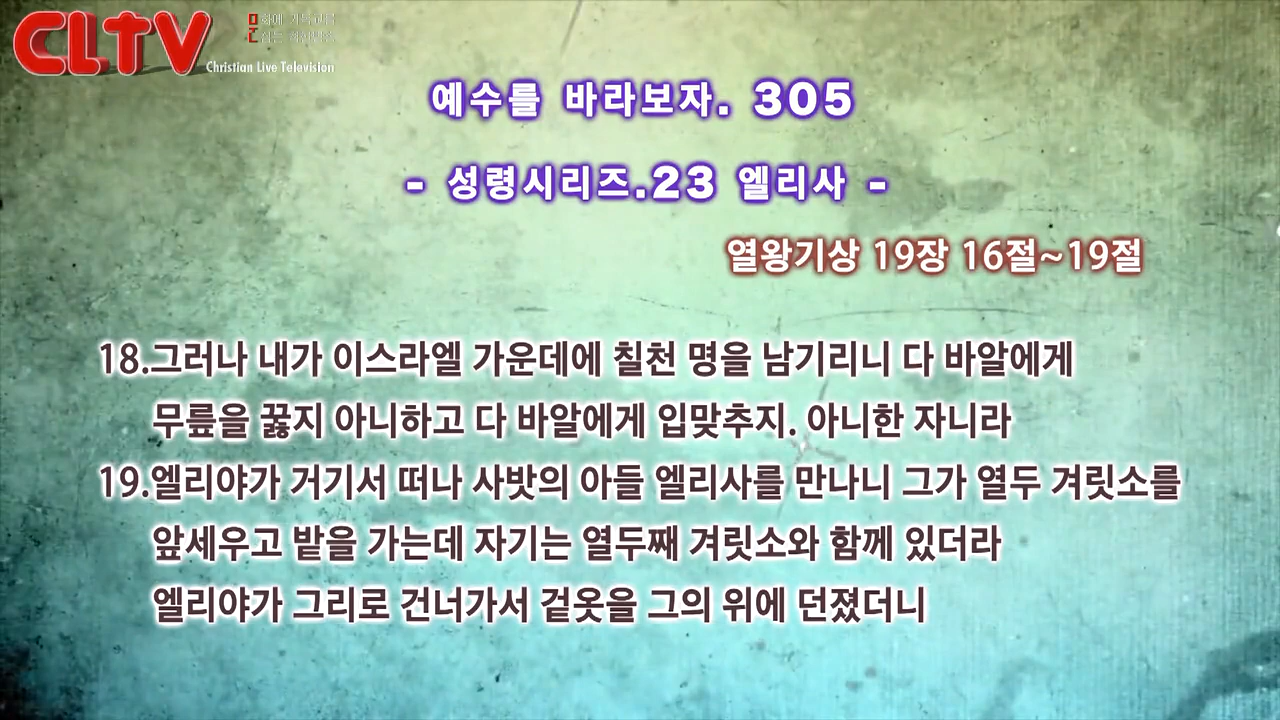 CLTV
Christian Live Television
예수를 바라보자. 305
- 성령시리즈.23 엘리사 -
열왕기상 19장 16절~19절
18.그러나 내가 이스라엘 가운데에 칠천 명을 남기리니 다 바알에게
무릎을 꿇지 아니하고 다 바알에게 입맞추지. 아니한 자니라
19.엘리야가 거기서 떠나 사밧의 아들 엘리사를 만나니 그가 열두 겨릿소를
앞세우고 밭을 가는데 자기는 열두째 겨릿소와 함께 있더라
엘리야가 그리로 건너가서 겉옷을 그의 위에 던졌더니